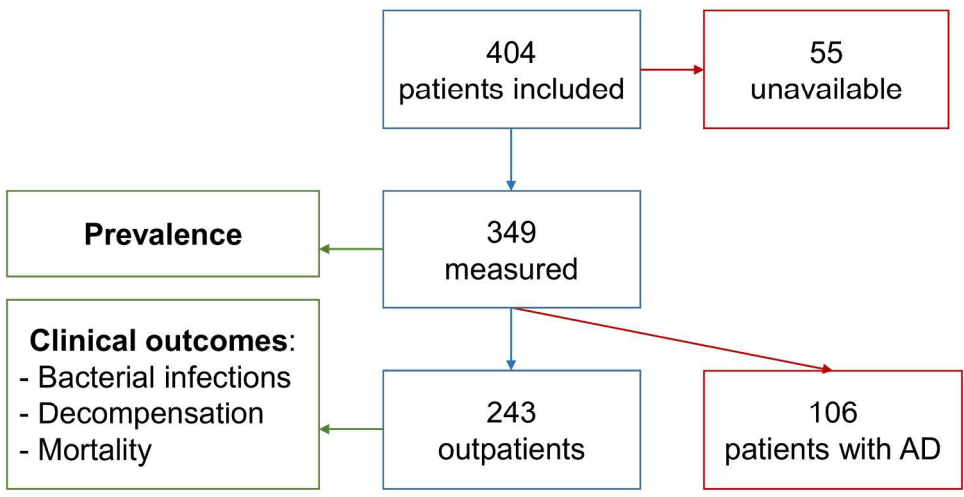 404
patients included
55
unavailable
Prevalence
349
measured
Clinical outcomes:
- Bacterial infections
- Decompensation
- Mortality
243
outpatients
106
patients with AD